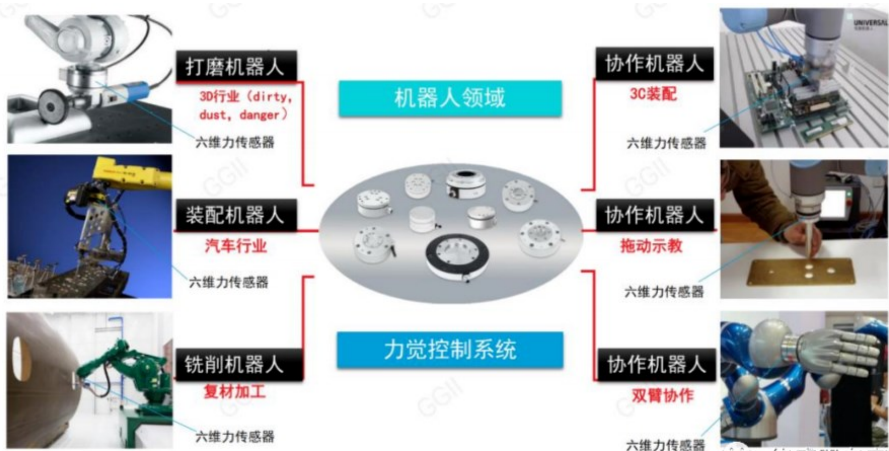 打磨机器人
3D行业（dirty,
dust, danger）
六维力传感器
装配机器人
汽车行业
六维力传感器
铣削机器人
复材加工
六维力传感器
机器人领域
力觉控制系统
协作机器人
3C装配
六维力传感器
协作机器人
拖动示教
六维力传感器
协作机器人
双臂协作
六维力传感器
UNIVERSAL
GGII